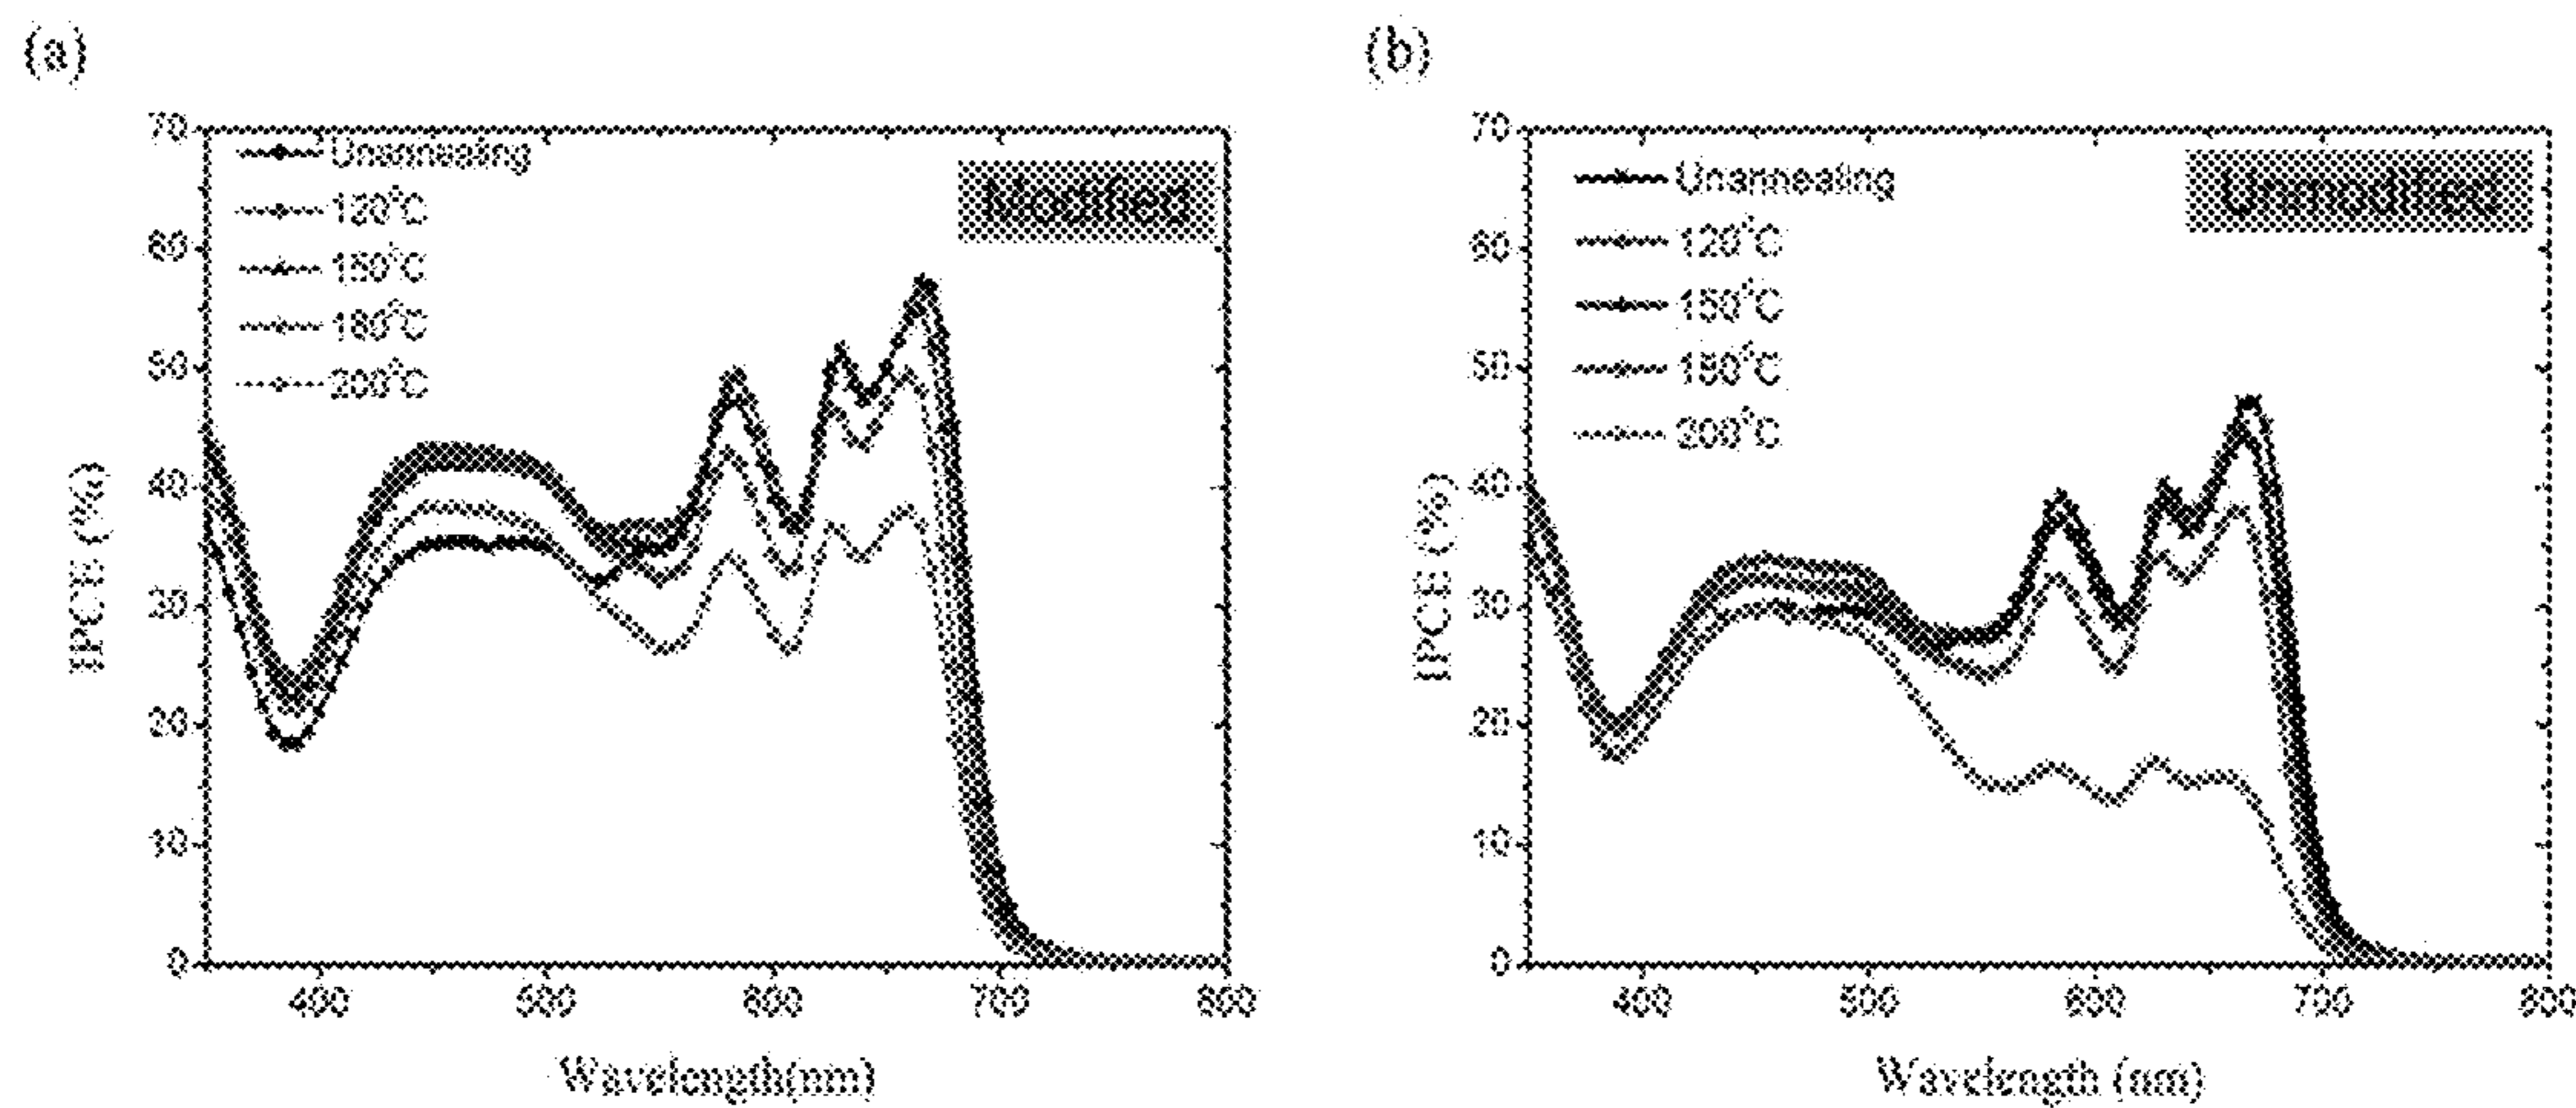 (a)
70
60
50
40
30
20
10
0
IPCE (%)
Unannealing
120°C
150°C
180°C
200°C
Modified
400
500
600
700
800
Wavelength(nm)
(b)
70
60
50
40
30
20
10
0
IPCE (%)
Unannealing
120°C
150°C
180°C
200°C
Unmodified
400
500
600
700
800
Wavelength (nm)